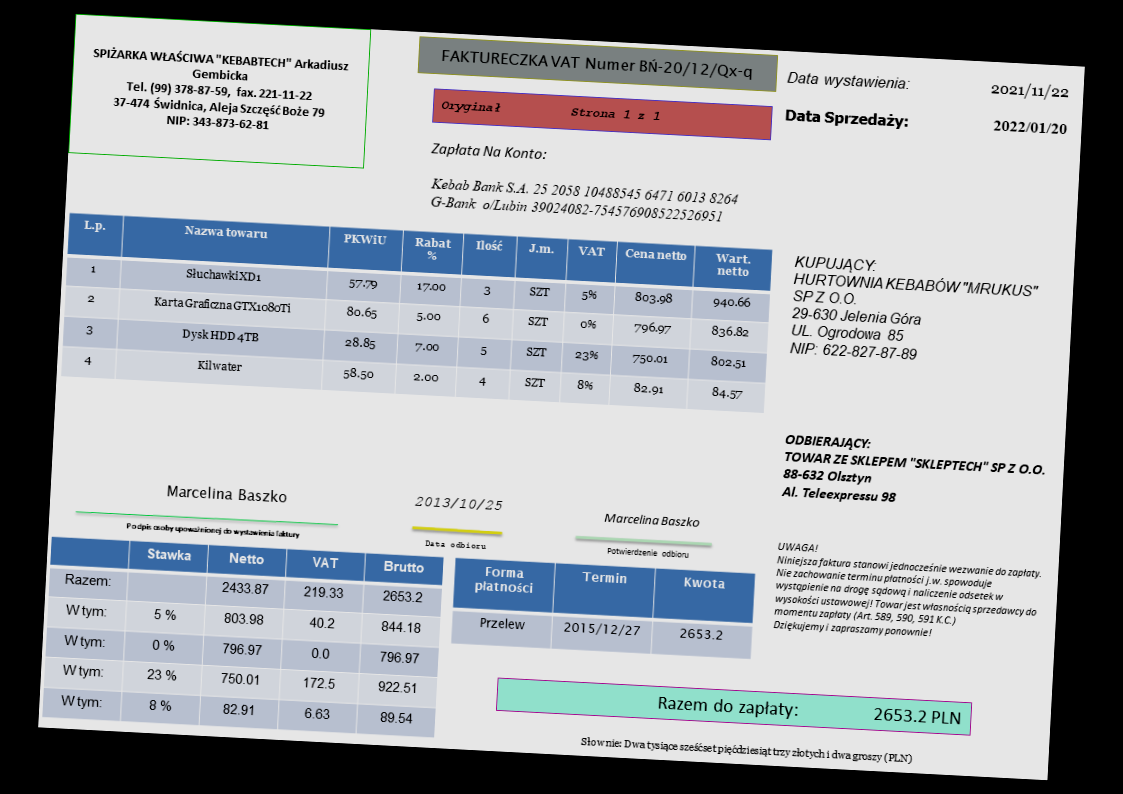 SPIŻARKA WŁAŚCIWA "KEBABTECH" Arkadiusz
Gembicka
Tel. (99) 378-87-59, fax. 221-11-22
37-474 Świdnica, Aleja Szczęść Boże 79
NIP: 343-873-62-81
FAKTURECZKA VAT Numer BŃ-20/12/Qx-q
Oryginał Strona 1 z 1
Data wystawienia: 2021/11/22
Data Sprzedaży: 2022/01/20
Zapłata Na Konto:
Kebab Bank S.A. 25 2058 10488545 6471 6013 8264
G-Bank o/Lubin 39024082-754576908522526951
L.p. Nazwa towaru PKWiU Rabat % Ilość J.m. VAT Cena netto Wart. netto
1 Słuchawki XD1 57.79 17.00 3 SZT 5% 803.98 940.66
2 Karta Graficzna GTX1080Ti 80.65 5.00 6 SZT 0% 796.97 836.82
3 Dysk HDD 4TB 28.85 7.00 5 SZT 23% 750.01 802.51
4 Kilwater 58.50 2.00 4 SZT 8% 82.91 84.57
KUPUJĄCY:
HURTOWNIA KEBABÓW "MRUKUS"
SP Z O.O.
29-630 Jelenia Góra
UL. Ogrodowa 85
NIP: 622-827-87-89
ODBIERAJĄCY:
TOWAR ZE SKLEPEM "SKLEPTECH" SP Z O.O.
88-632 Olsztyn
Al. Teleexpressu 98
Marcelina Baszko
Podpis osoby upoważnionej do wystawienia faktury
2013/10/25
Data odbioru
Marcelina Baszko
Potwierdzenie odbioru
Stawka Netto VAT Brutto
Razem: 2433.87 219.33 2653.2
W tym: 5 % 803.98 40.2 844.18
W tym: 0 % 796.97 0.0 796.97
W tym: 23 % 750.01 172.5 922.51
W tym: 8 % 82.91 6.63 89.54
Forma płatności Termin Kwota
Przelew 2015/12/27 2653.2
UWAGA!
Niniejsza faktura stanowi jednocześnie wezwanie do zapłaty.
Nie zachowanie terminu płatności j.w. spowoduje
wystąpienie na drogę sądową i naliczenie odsetek w
wysokości ustawowej! Towar jest własnością sprzedawcy do
momentu zapłaty (Art. 589, 590, 591 K.C.)
Dziękujemy i zapraszamy ponownie!
Razem do zapłaty: 2653.2 PLN
Słownie: Dwa tysiące sześćset pięćdziesiąt trzy złotych i dwa groszy (PLN)